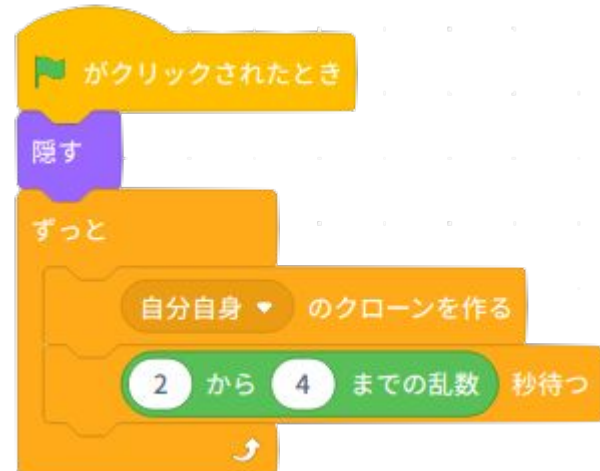 がクリックされたとき
隠す
ずっと
自分自身 のクローンを作る
2 から 4 までの乱数 秒待つ